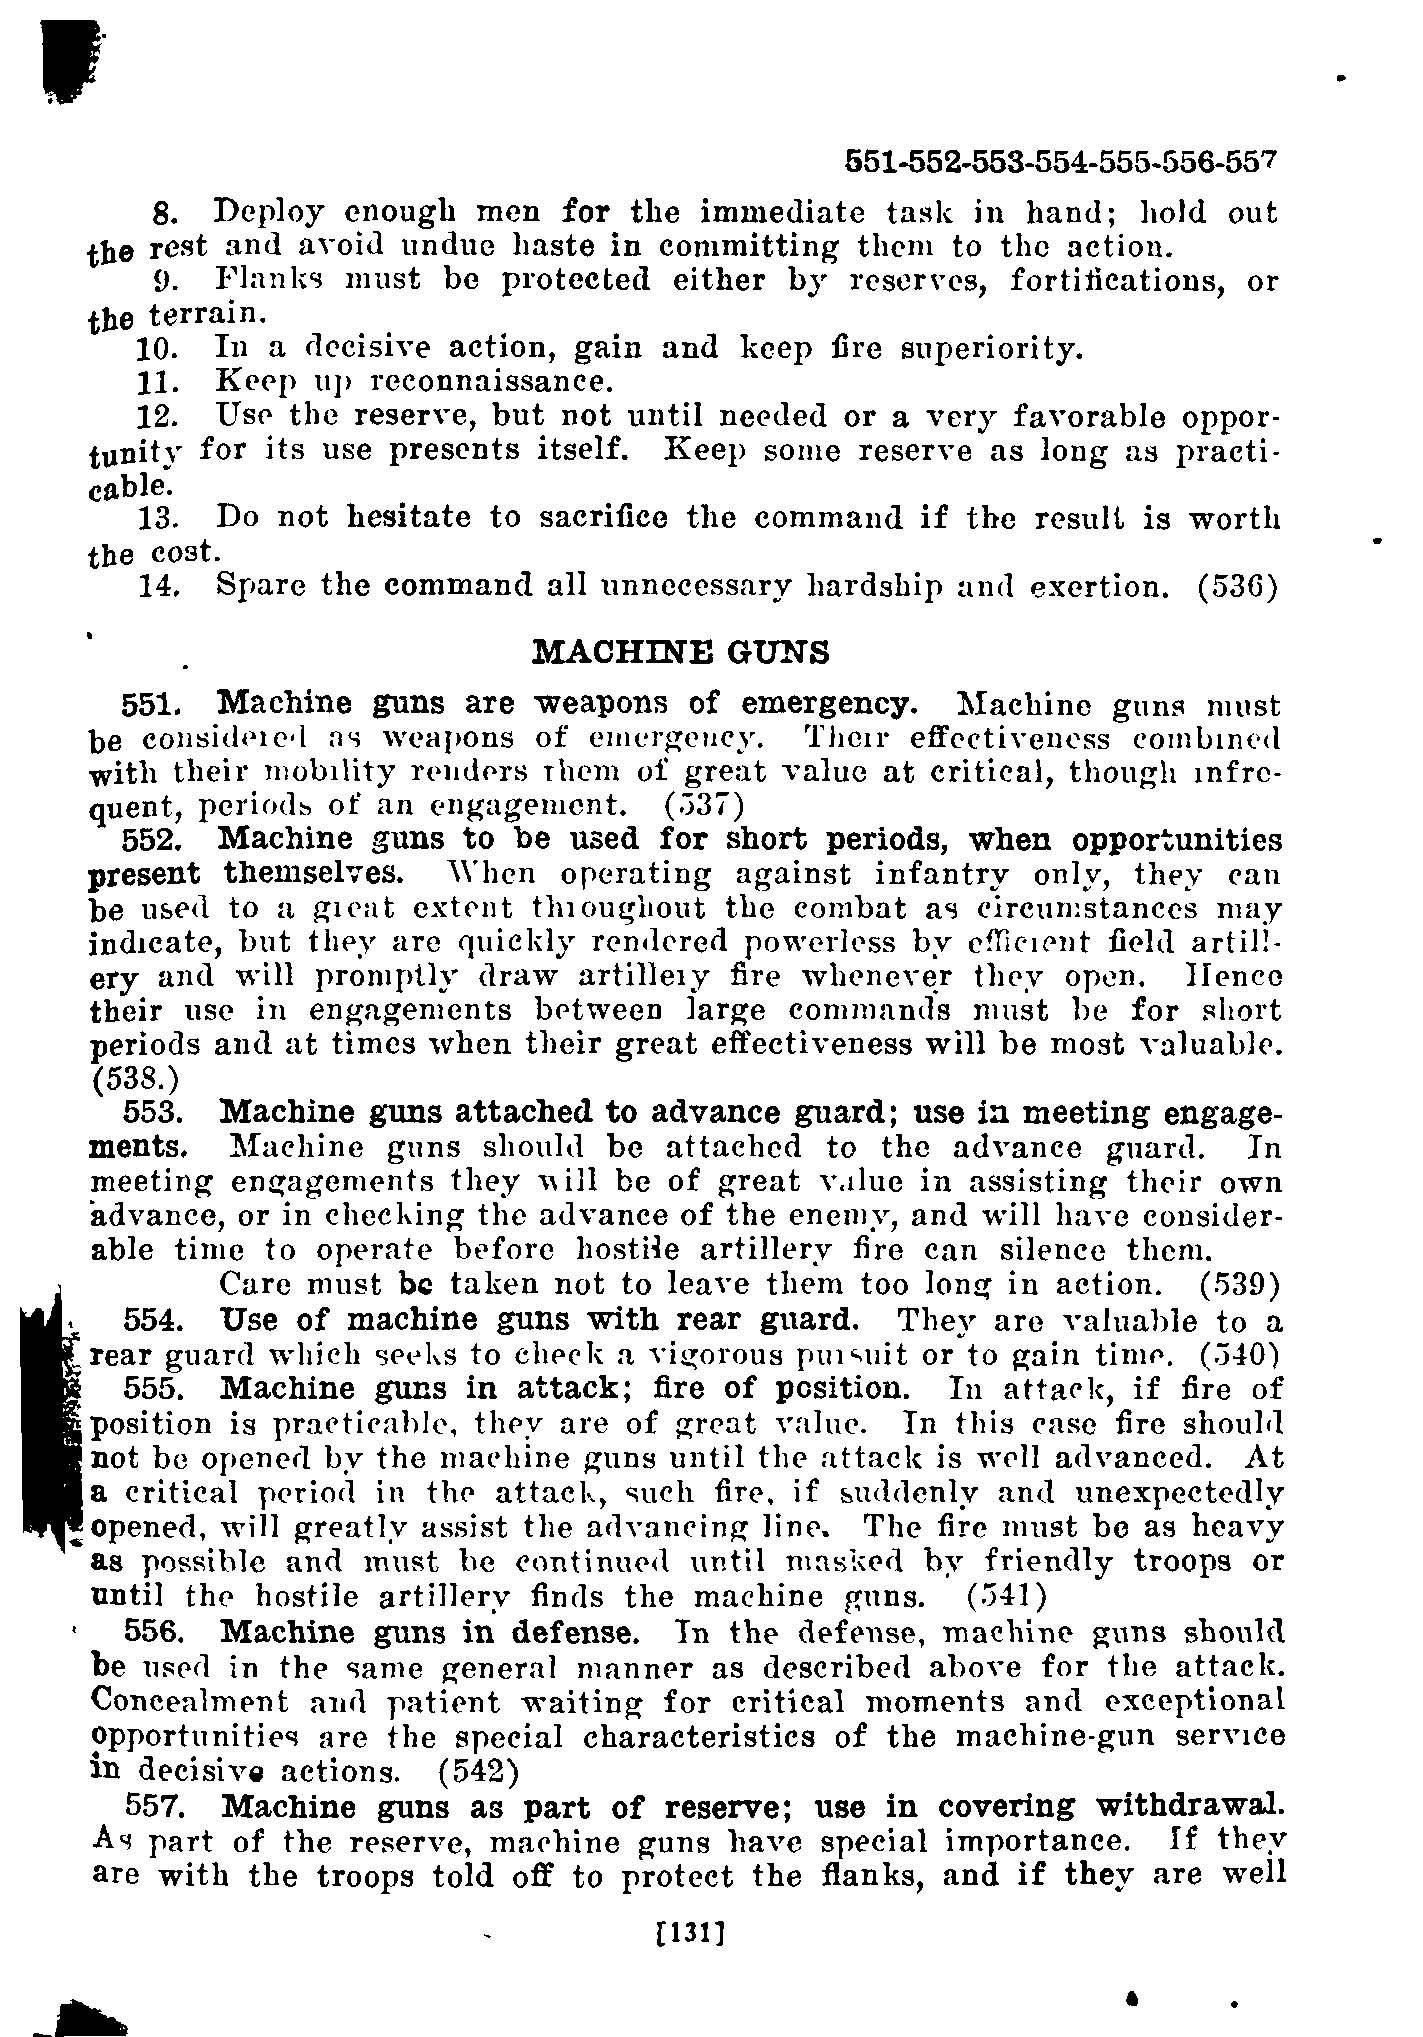 551-552-553-554-555-556-557
8. Deploy enough men for the immediate task in hand; hold out
the rest and avoid undue haste in committing them to the action.
9. Flanks must be protected either by reserves, fortifications, or
the terrain.
10. In a decisive action, gain and keep fire superiority.
11. Keep up reconnaissance.
12. Use the reserve, but not until needed or a very favorable oppor-
tunity for its use presents itself. Keep some reserve as long as practi-
cable.
13. Do not hesitate to sacrifice the command if the result is worth
the cost.
14. Spare the command all unnecessary hardship and exertion. (536)
MACHINE GUNS
551. Machine guns are weapons of emergency. Machine guns must
be considered as weapons of emergency. Their effectiveness combined
with their mobility renders them of great value at critical, though infre-
quent, periods of an engagement. (537)
552. Machine guns to be used for short periods, when opportunities
present themselves. When operating against infantry only, they can
be used to a great extent throughout the combat as circumstances may
indicate, but they are quickly rendered powerless by efficient field artill-
ery and will promptly draw artillery fire whenever they open. Hence
their use in engagements between large commands must be for short
periods and at times when their great effectiveness will be most valuable.
(538.)
553. Machine guns attached to advance guard; use in meeting engage-
ments. Machine guns should be attached to the advance guard. In
meeting engagements they will be of great value in assisting their own
advance, or in checking the advance of the enemy, and will have consider-
able time to operate before hostile artillery fire can silence them.
Care must be taken not to leave them too long in action. (539)
554. Use of machine guns with rear guard. They are valuable to a
rear guard which seeks to check a vigorous pursuit or to gain time. (540)
555. Machine guns in attack; fire of position. In attack, if fire of
position is practicable, they are of great value. In this case fire should
not be opened by the machine guns until the attack is well advanced. At
a critical period in the attack, such fire, if suddenly and unexpectedly
opened, will greatly assist the advancing line. The fire must be as heavy
as possible and must be continued until masked by friendly troops or
until the hostile artillery finds the machine guns. (541)
556. Machine guns in defense. In the defense, machine guns should
be used in the same general manner as described above for the attack.
Concealment and patient waiting for critical moments and exceptional
opportunities are the special characteristics of the machine-gun service
in decisive actions. (542)
557. Machine guns as part of reserve; use in covering withdrawal.
As part of the reserve, machine guns have special importance. If they
are with the troops told off to protect the flanks, and if they are well
[131]